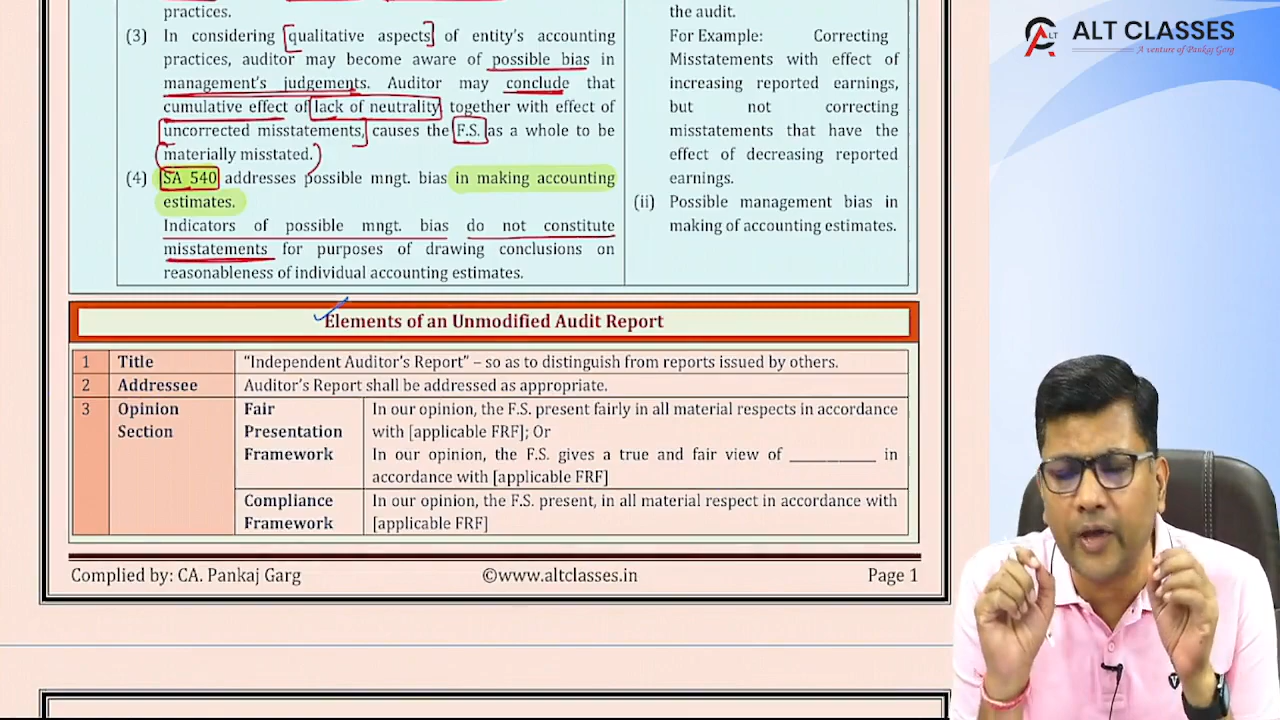 practices.
(3) In considering qualitative aspects of entity's accounting
practices, auditor may become aware of possible bias in
management's judgements. Auditor may conclude that
cumulative effect of lack of neutrality together with effect of
uncorrected misstatements, causes the F.S. as a whole to be
materially misstated.
(4) SA 540 addresses possible mngt. bias in making accounting
estimates.
Indicators of possible mngt. bias do not constitute
misstatements for purposes of drawing conclusions on
reasonableness of individual accounting estimates.
the audit.
For Example: Correcting
Misstatements with effect of
increasing reported earnings,
but not correcting
misstatements that have the
effect of decreasing reported
earnings.
(ii) Possible management bias in
making of accounting estimates.
Elements of an Unmodified Audit Report
1 Title "Independent Auditor's Report" – so as to distinguish from reports issued by others.
2 Addressee Auditor's Report shall be addressed as appropriate.
3 Opinion Section
Fair Presentation Framework
In our opinion, the F.S. present fairly in all material respects in accordance
with [applicable FRF]; Or
In our opinion, the F.S. gives a true and fair view of __________ in
accordance with [applicable FRF]
Compliance Framework
In our opinion, the F.S. present, in all material respect in accordance with
[applicable FRF]
Complied by: CA. Pankaj Garg ©www.altclasses.in Page 1
ALT
ALT CLASSES
A venture of Pankaj Garg